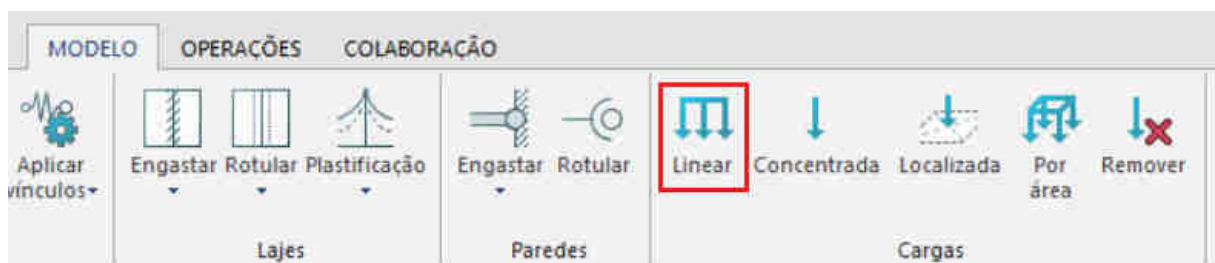 MODELO OPERAÇÕES COLABORAÇÃO
Aplicar vínculos
Engastar Rotular Plastificação
Engastar Rotular
Linear Concentrada Localizada Por área Remover
Lajes Paredes Cargas